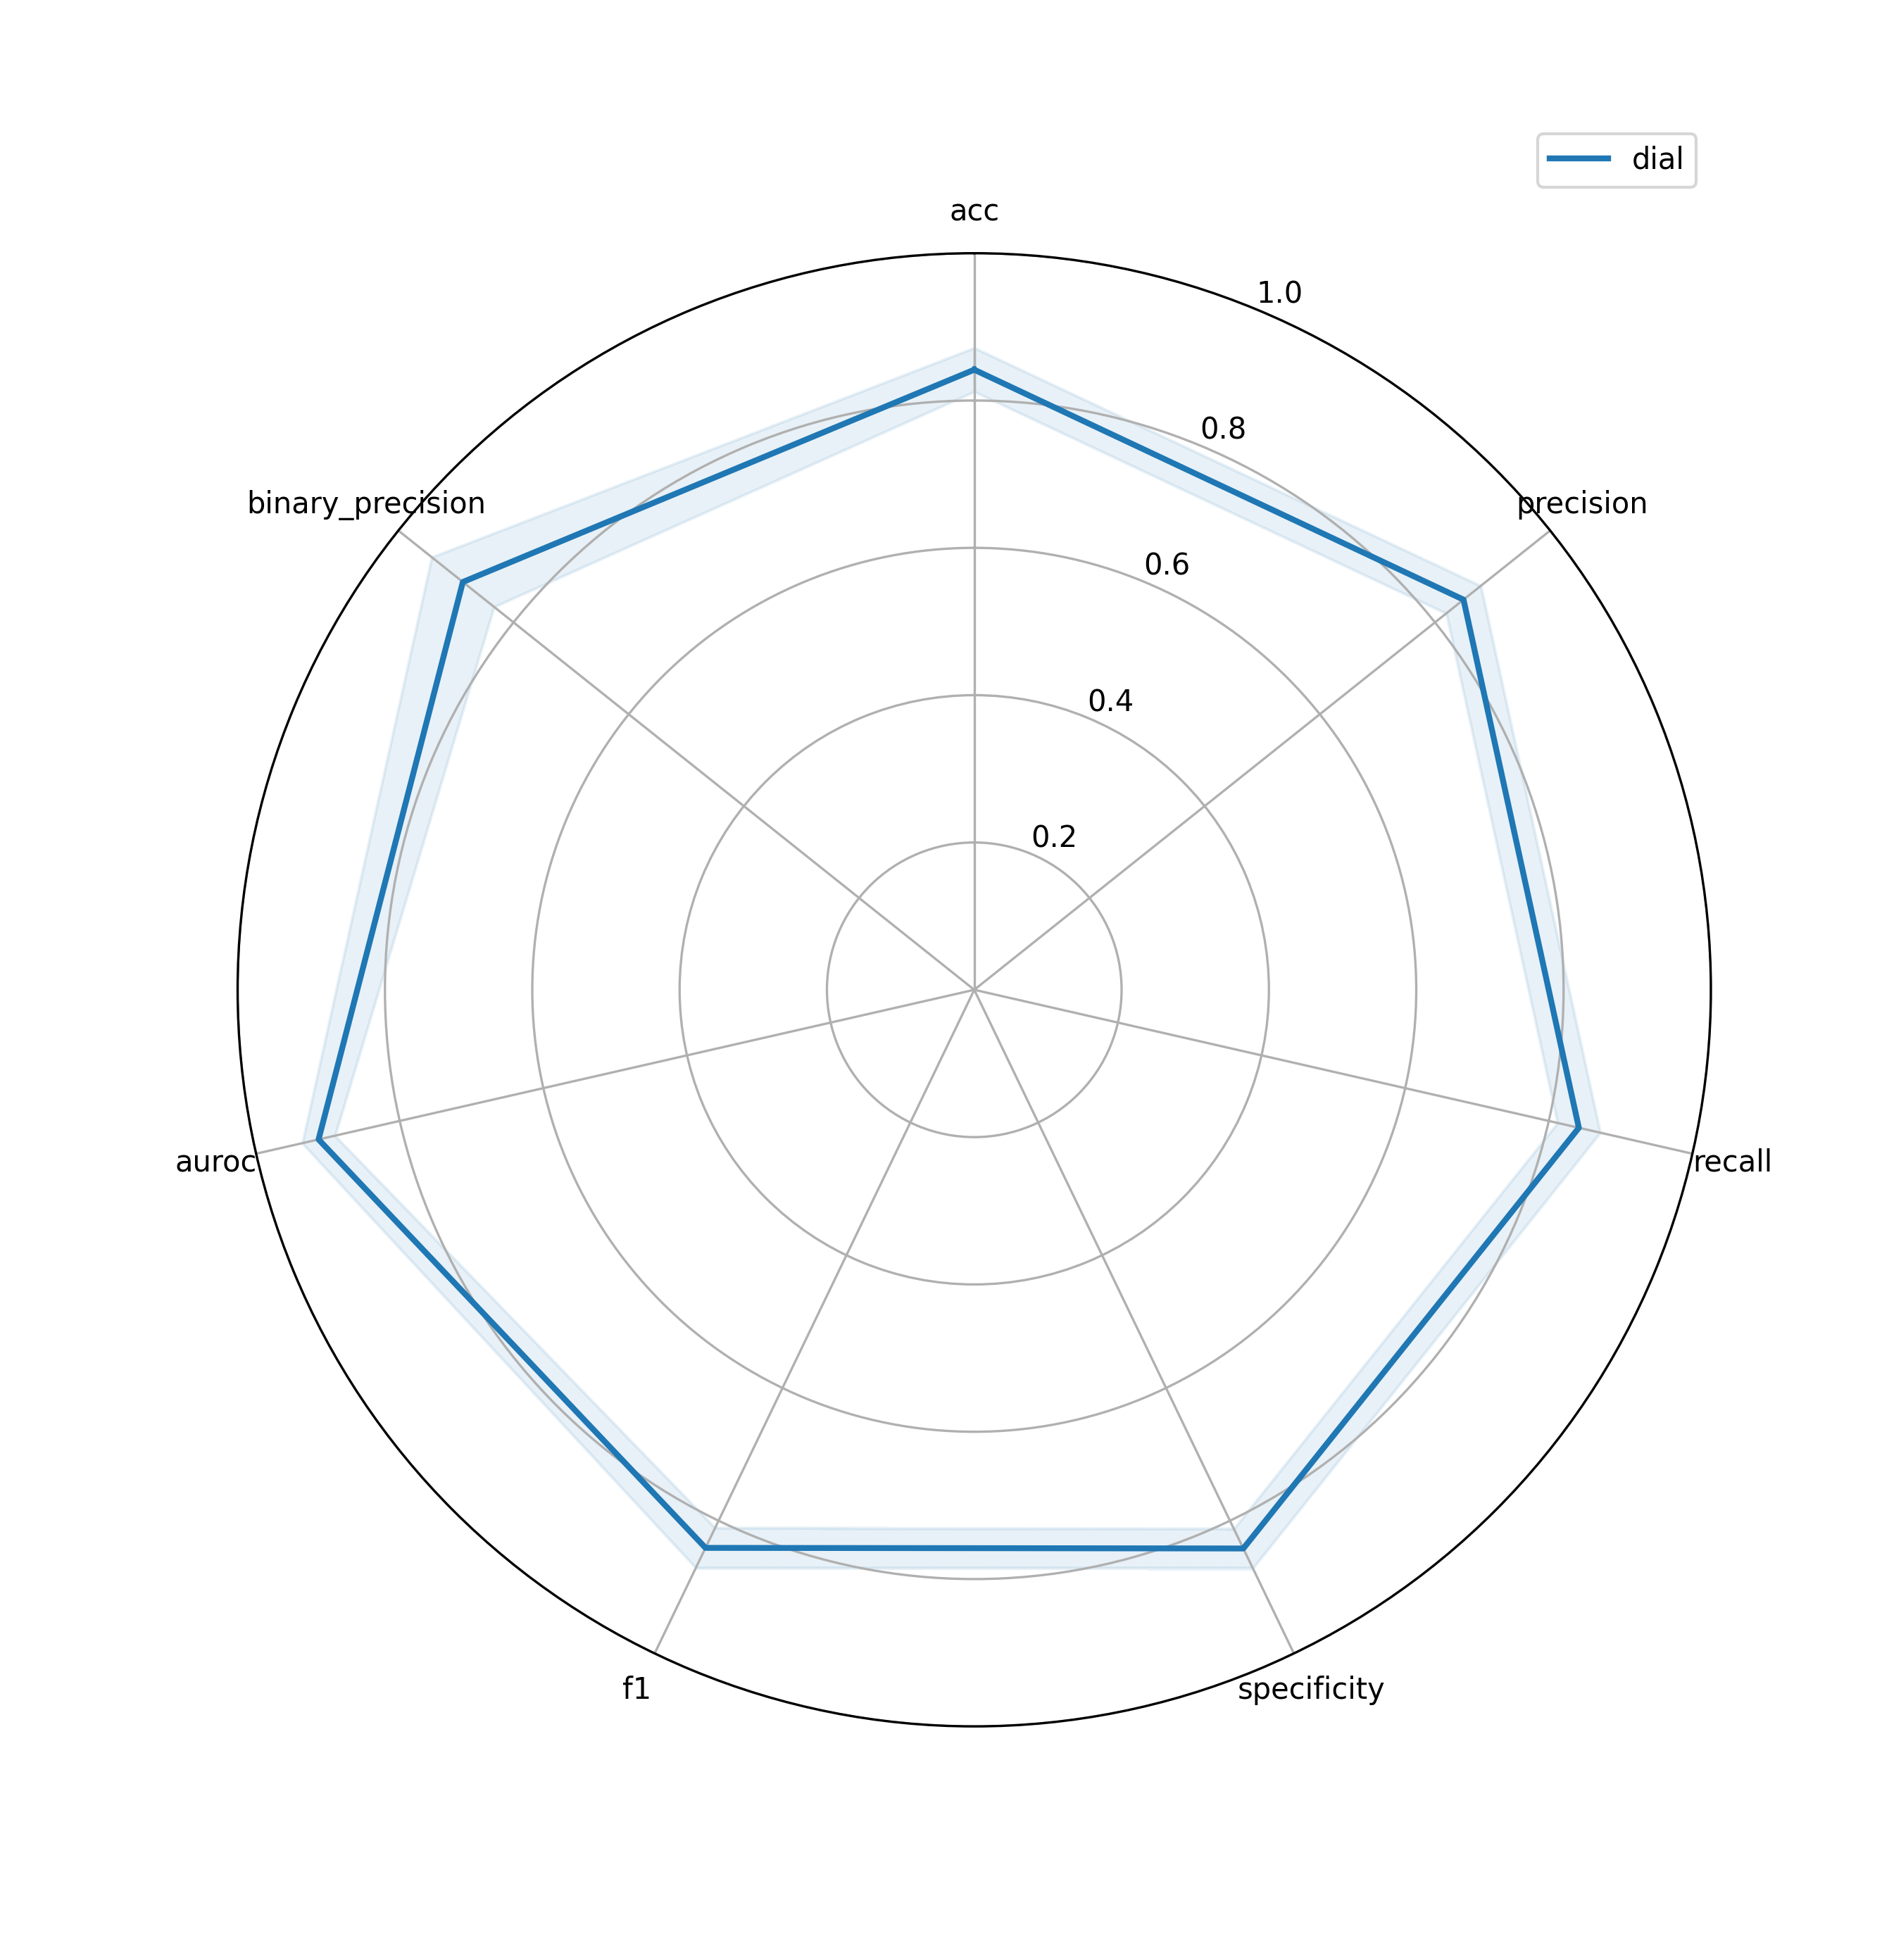 dial
acc
1.0
0.8
binary_precision
precision
0.6
0.4
0.2
auroc
recall
f1
specificity